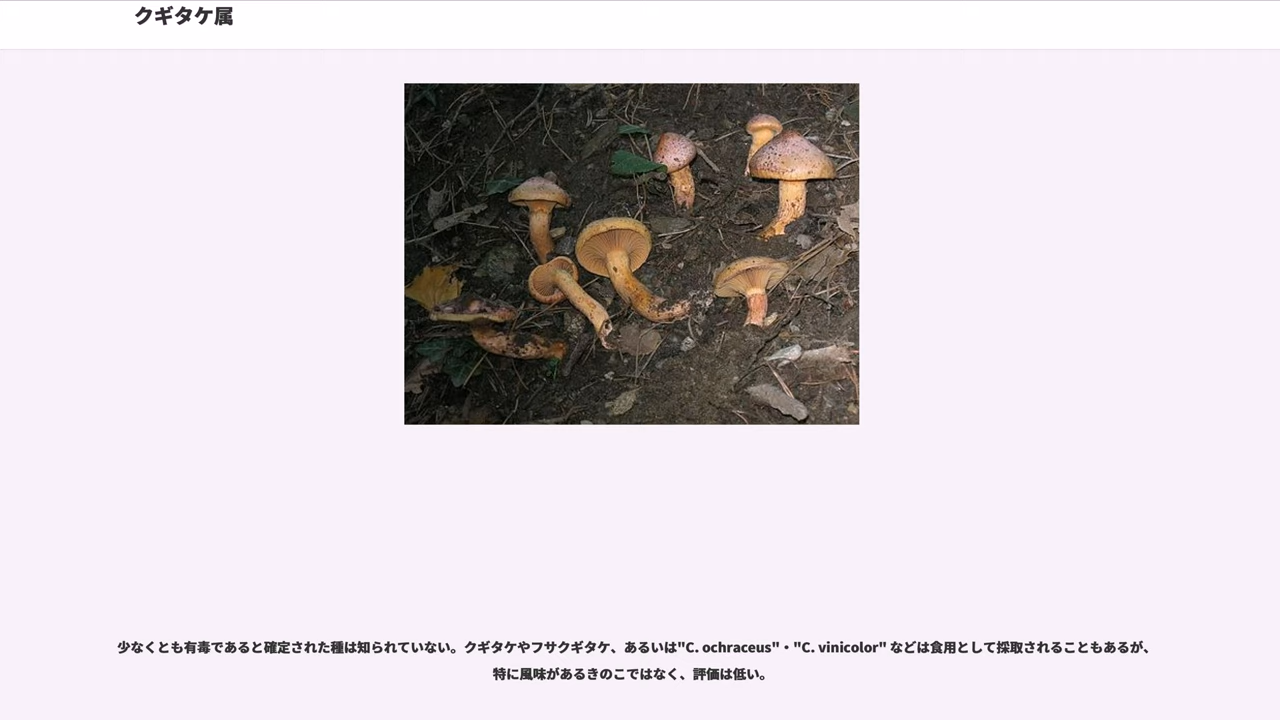 クギタケ属
少なくとも有毒であると確定された種は知られていない。クギタケやフサクギタケ、あるいは"C. ochraceus"・"C. vinicolor" などは食用として採取されることもあるが、
特に風味があるきのこではなく、評価は低い。